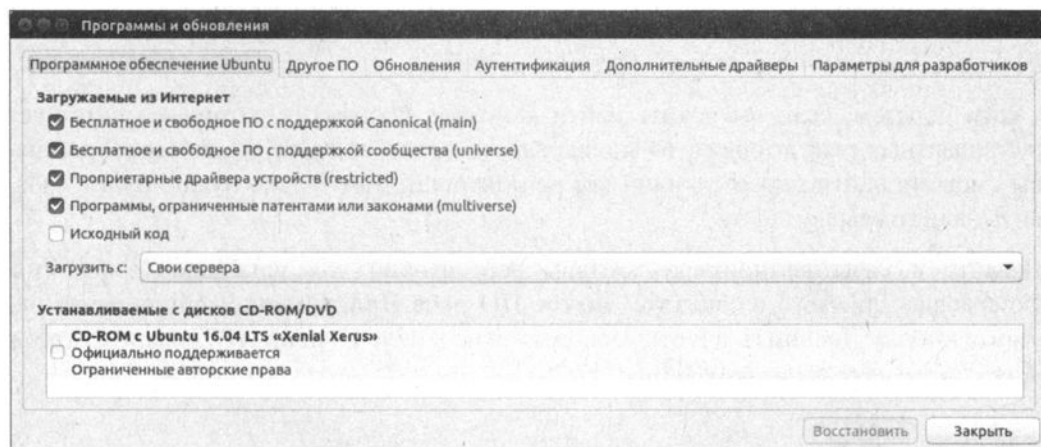 Программы и обновления
Программное обеспечение Ubuntu Другое ПО Обновления Аутентификация Дополнительные драйверы Параметры для разработчиков
Загружаемые из Интернет
Бесплатное и свободное ПО с поддержкой Canonical (main)
Бесплатное и свободное ПО с поддержкой сообщества (universe)
Проприетарные драйвера устройств (restricted)
Программы, ограниченные патентами или законами (multiverse)
Исходный код
Загрузить с: Свои сервера
Устанавливаемые с дисков CD-ROM/DVD
CD-ROM с Ubuntu 16.04 LTS «Xenial Xerus»
Официально поддерживается
Ограниченные авторские права
Восстановить Закрыть